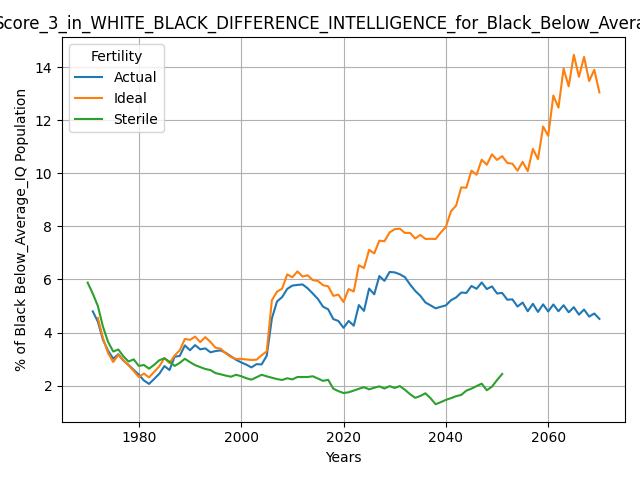 Score_3_in_WHITE_BLACK_DIFFERENCE_INTELLIGENCE_for_Black_Below_Avera
Fertility
Actual
Ideal
Sterile
% of Black Below_Average_IQ Population
14
12
10
8
6
4
2
1980 2000 2020 2040 2060
Years